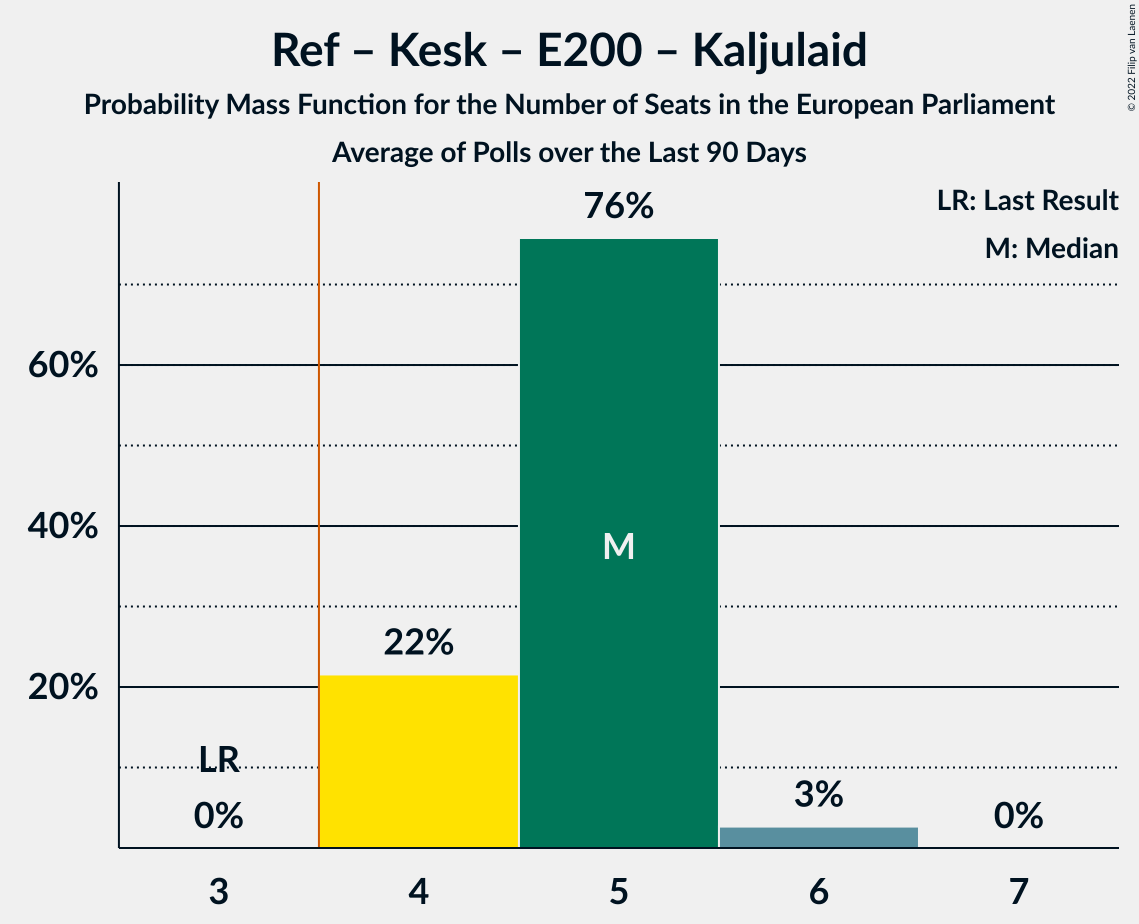 Ref – Kesk – E200 – Kaljulaid
Probability Mass Function for the Number of Seats in the European Parliament
Average of Polls over the Last 90 Days
© 2022 Filip van Laenen
LR: Last Result
M: Median
76%
60%
40%
M
22%
20%
LR
0%
3%
0%
3 4 5 6 7